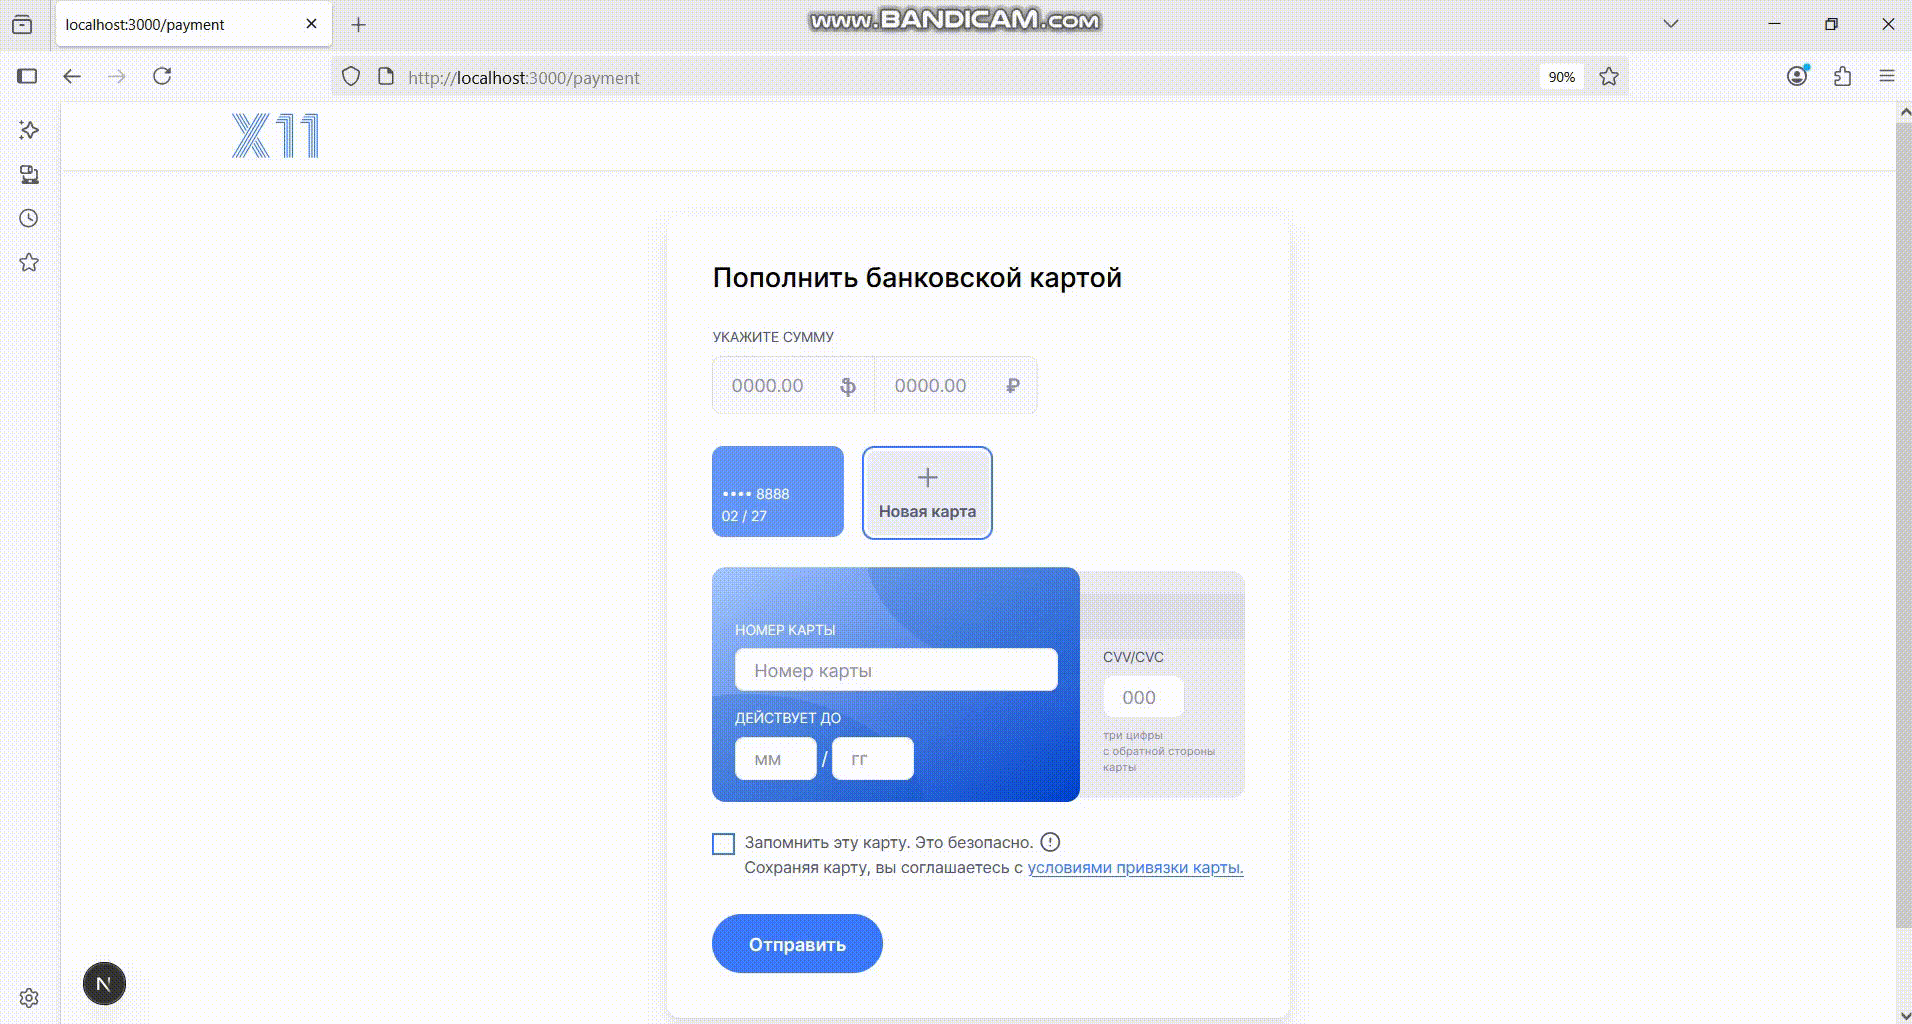 localhost:3000/payment
www.BANDICAM.com
http://localhost:3000/payment
90%
X11
Пополнить банковской картой
УКАЖИТЕ СУММУ
0000.00
0000.00 ₽
•••• 8888
02 / 27
+
Новая карта
НОМЕР КАРТЫ
Номер карты
ДЕЙСТВУЕТ ДО
мм / гг
CVV/CVC
000
три цифры
с обратной стороны
карты
Запомнить эту карту. Это безопасно.
Сохраняя карту, вы соглашаетесь с условиями привязки карты.
Отправить
N